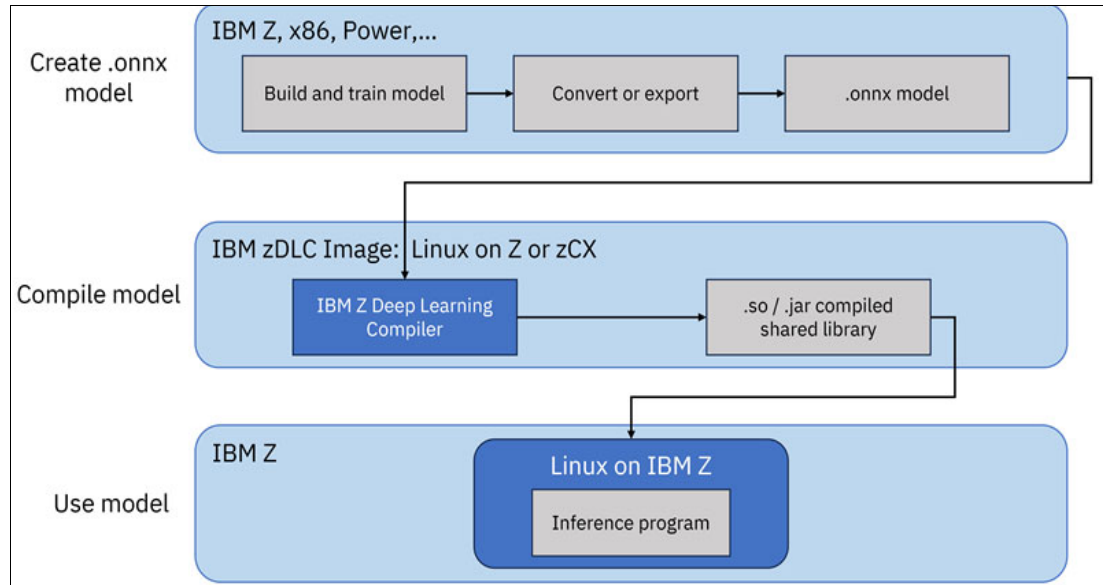 IBM Z, x86, Power,...
Create .onnx
model
Build and train model
Convert or export
.onnx model
IBM zDLC Image: Linux on Z or zCX
Compile model
IBM Z Deep Learning
Compiler
.so / .jar compiled
shared library
IBM Z
Linux on IBM Z
Use model
Inference program